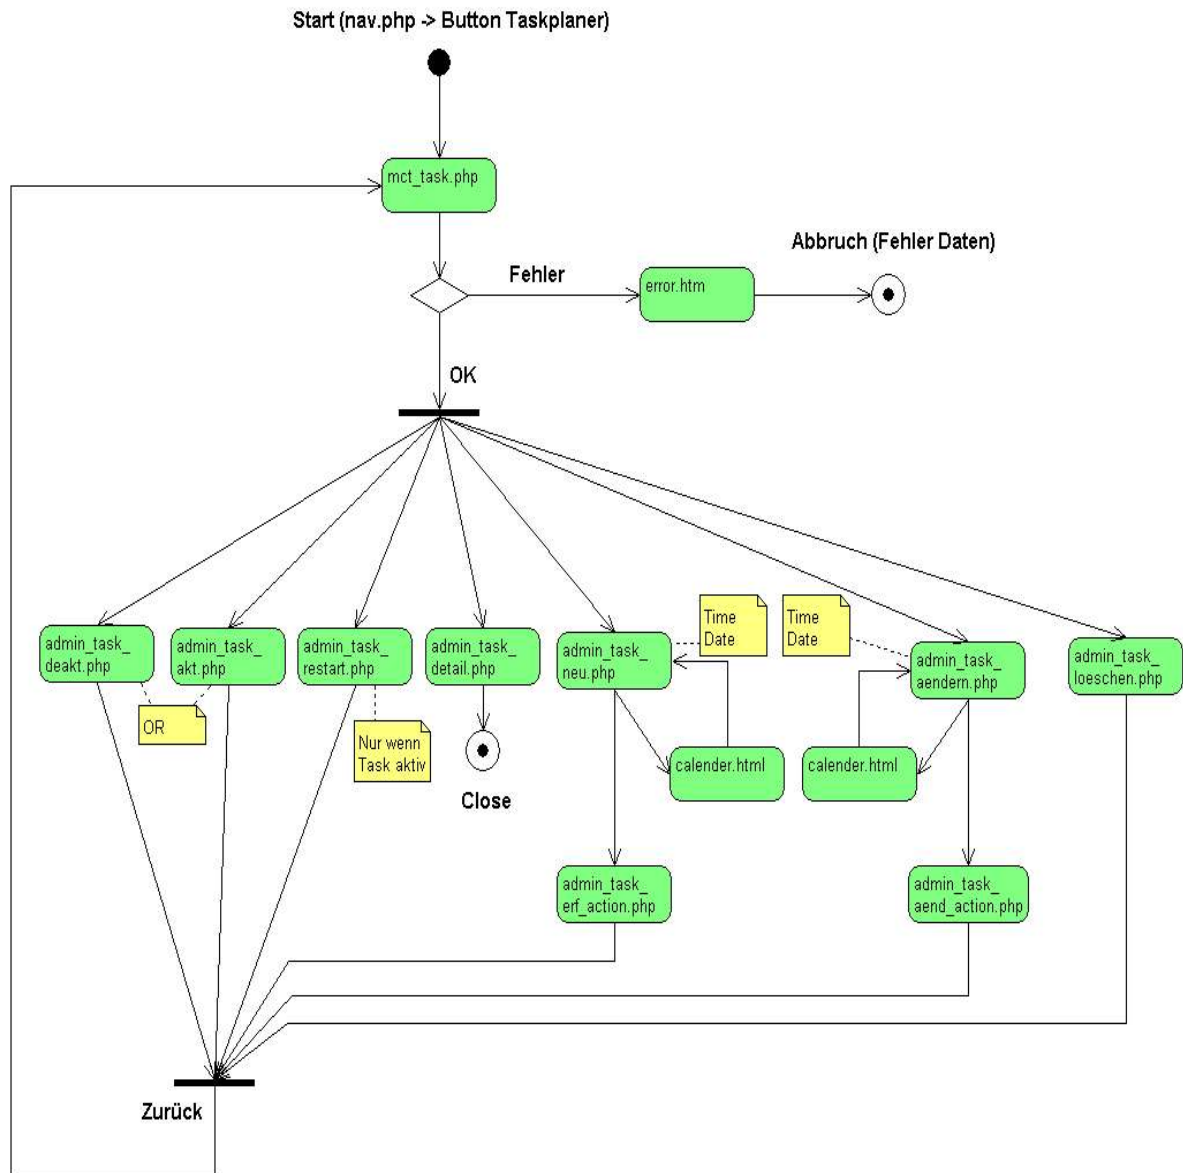 Start (nav.php -> Button Taskplaner)
mct_task.php
Abbruch (Fehler Daten)
Fehler
error.htm
OK
Time
Date
Time
Date
admin_task_
deakt.php
admin_task_
akt.php
admin_task_
restart.php
admin_task_
detail.php
admin_task_
neu.php
admin_task_
aendern.php
admin_task_
loeschen.php
OR
Nur wenn
Task aktiv
calender.html
calender.html
Close
admin_task_
erf_action.php
admin_task_
aend_action.php
Zurück